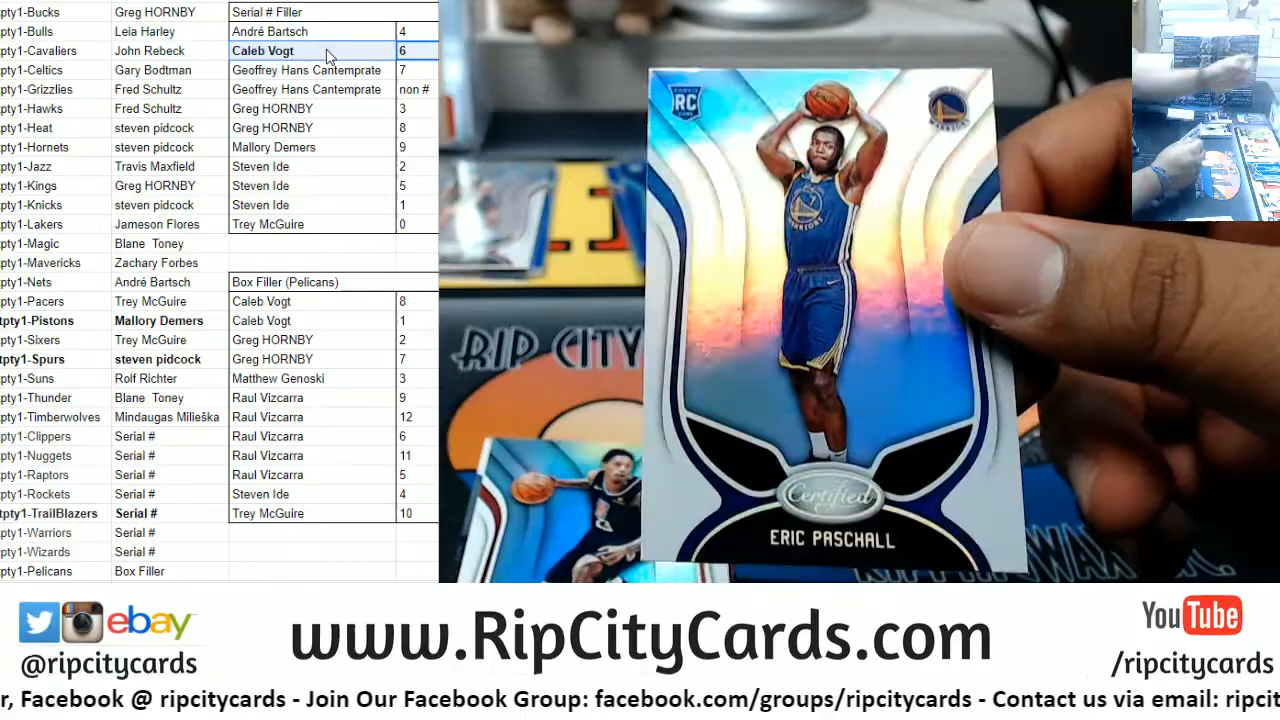 pty1-Bucks Greg HORNBY Serial # Filler
pty1-Bulls Leia Harley André Bartsch 4
pty1-Cavaliers John Rebeck Caleb Vogt 6
pty1-Celtics Gary Bodtman Geoffrey Hans Cantemprate 7
pty1-Grizzlies Fred Schultz Geoffrey Hans Cantemprate non #
pty1-Hawks Fred Schultz Greg HORNBY 3
pty1-Heat steven pidcock Greg HORNBY 8
pty1-Hornets steven pidcock Mallory Demers 9
pty1-Jazz Travis Maxfield Steven Ide 2
pty1-Kings Greg HORNBY Steven Ide 5
pty1-Knicks steven pidcock Steven Ide 1
pty1-Lakers Jameson Flores Trey McGuire 0
pty1-Magic Blane Toney
pty1-Mavericks Zachary Forbes
pty1-Nets André Bartsch Box Filler (Pelicans)
pty1-Pacers Trey McGuire Caleb Vogt 8
tpty1-Pistons Mallory Demers Caleb Vogt 1
pty1-Sixers Trey McGuire Greg HORNBY 2
tpty1-Spurs steven pidcock Greg HORNBY 7
pty1-Suns Rolf Richter Matthew Genoski 3
pty1-Thunder Blane Toney Raul Vizcarra 9
pty1-Timberwolves Mindaugas Milieška Raul Vizcarra 12
pty1-Clippers Serial # Raul Vizcarra 6
pty1-Nuggets Serial # Raul Vizcarra 11
pty1-Raptors Serial # Raul Vizcarra 5
pty1-Rockets Serial # Steven Ide 4
tpty1-TrailBlazers Serial # Trey McGuire 10
pty1-Warriors Serial #
pty1-Wizards Serial #
pty1-Pelicans Box Filler
RC
WARRIORS
RIP CITY
Certified
ERIC PASCHALL
ebay
@ripcitycards
www.RipCityCards.com
YouTube
/ripcitycards
r, Facebook @ ripcitycards - Join Our Facebook Group: facebook.com/groups/ripcitycards - Contact us via email: ripcit